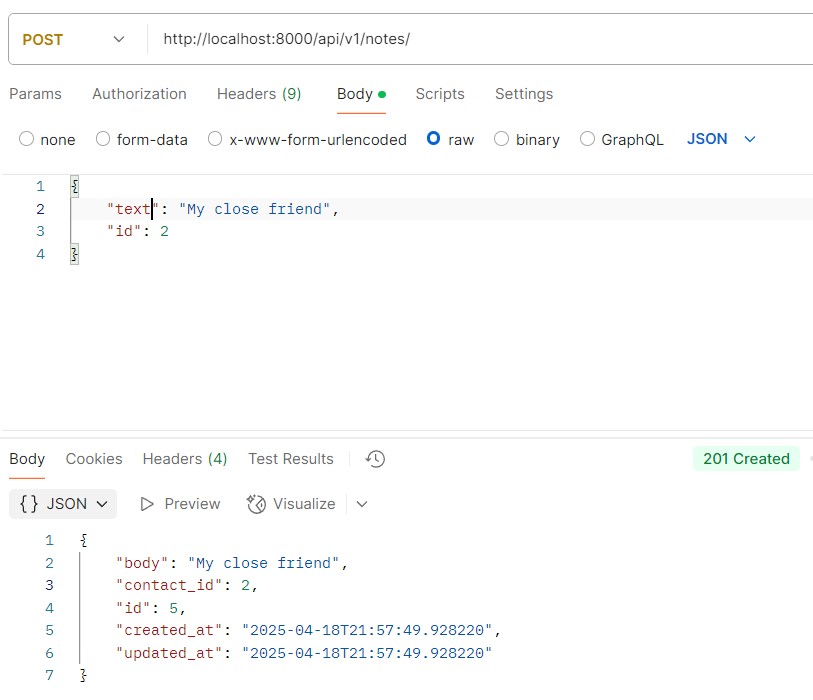 POST http://localhost:8000/api/v1/notes/
Params Authorization Headers (9) Body Scripts Settings
none form-data x-www-form-urlencoded raw binary GraphQL JSON
1 {
2 "text": "My close friend",
3 "id": 2
4 }
Body Cookies Headers (4) Test Results 201 Created
{} JSON Preview Visualize
1 {
2 "body": "My close friend",
3 "contact_id": 2,
4 "id": 5,
5 "created_at": "2025-04-18T21:57:49.928220",
6 "updated_at": "2025-04-18T21:57:49.928220"
7 }